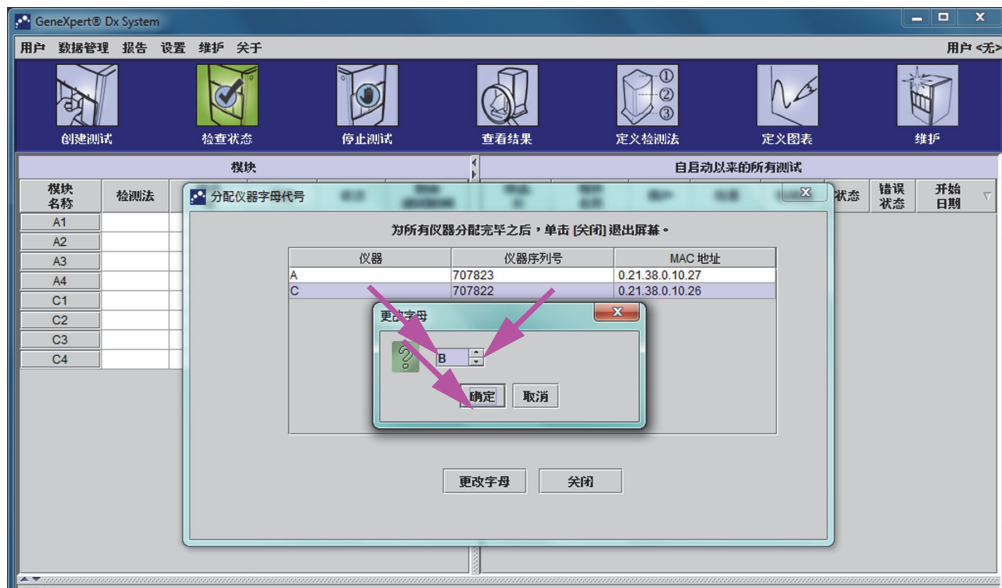 GeneXpert® Dx System
用户 数据管理 报告 设置 维护 关于 用户 <无>
创建测试 检查状态 停止测试 查看结果 定义检测法 定义图表 维护
模块 自启动以来的所有测试
模块名称 检测法 状态 错误状态 开始日期
分配仪器字母代号
为所有仪器分配完毕之后，单击 [关闭] 退出屏幕。
仪器 仪器序列号 MAC 地址
A 707823 0.21.38.0.10.27
C 707822 0.21.38.0.10.26
更改字母
B
确定 取消
更改字母 关闭
A1
A2
A3
A4
C1
C2
C3
C4